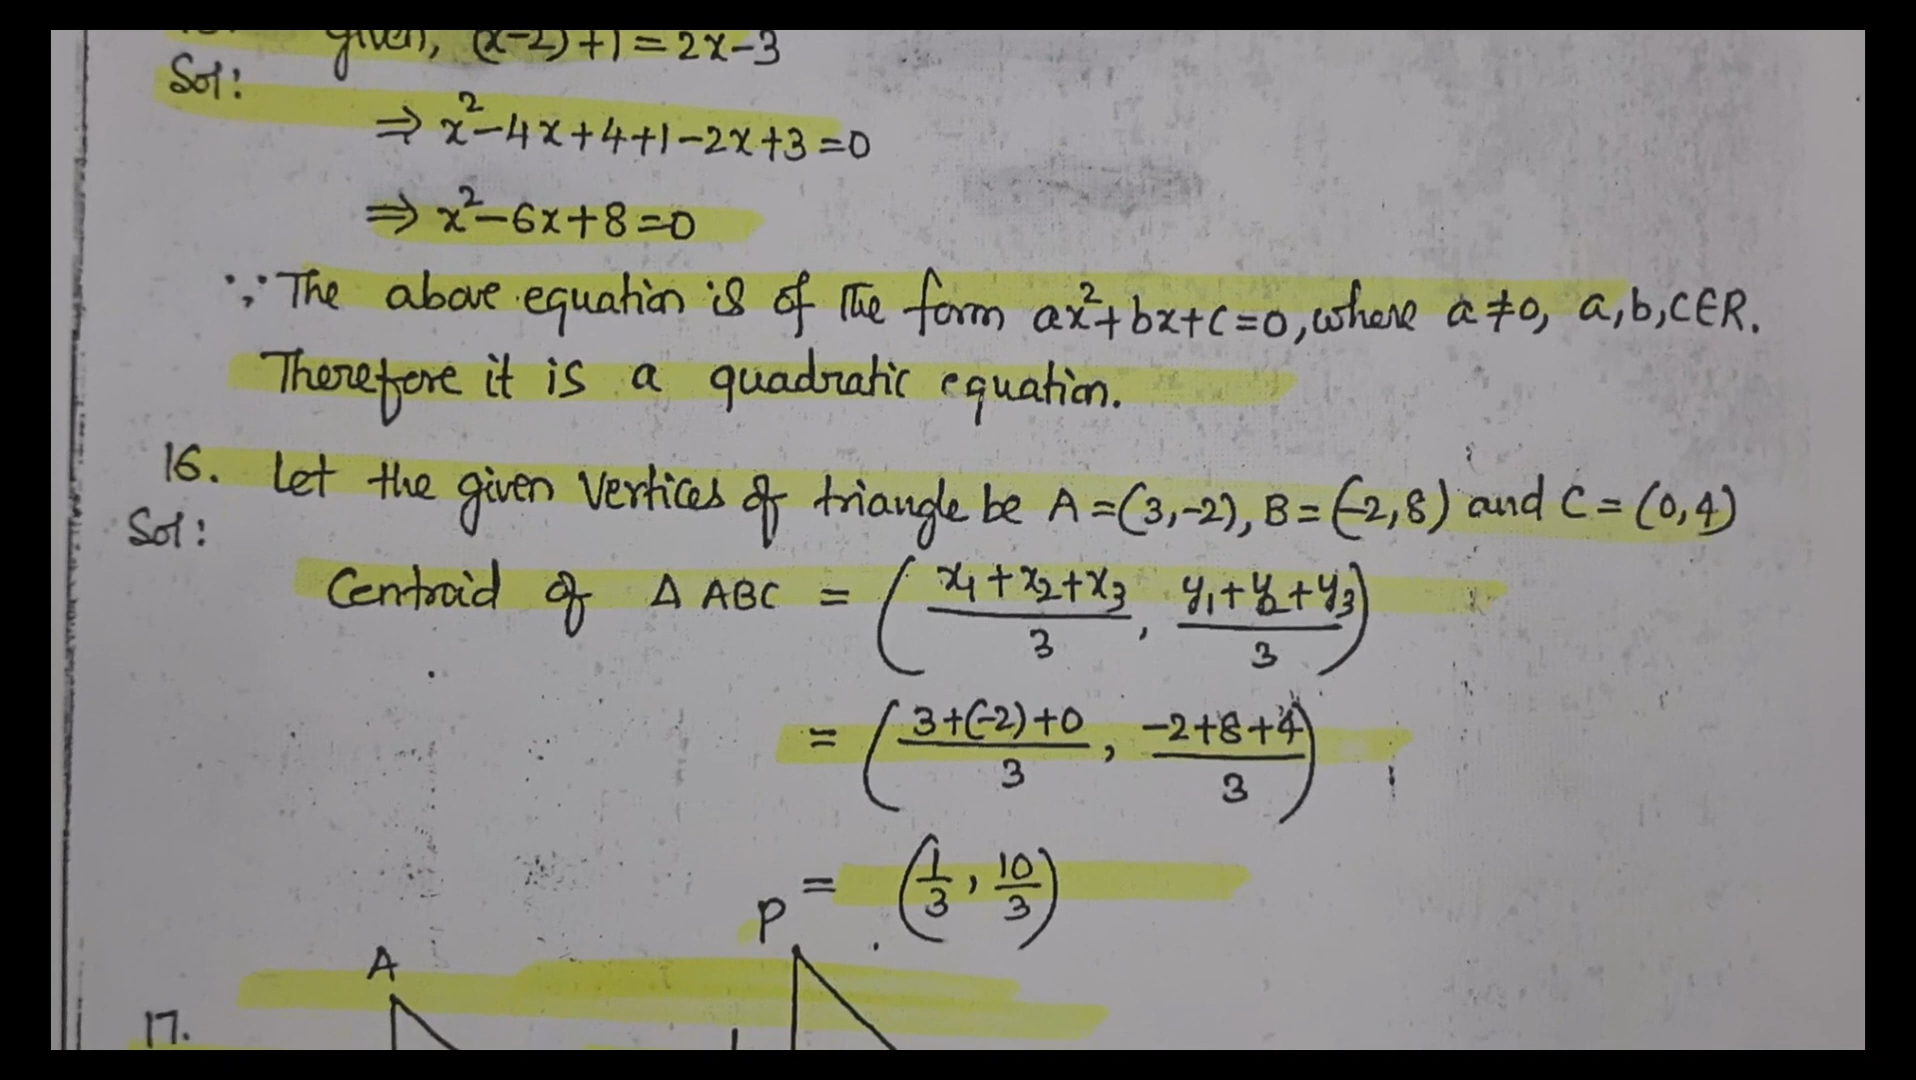 given, (x-2)+1=2x-3
Sol:
⇒ x²-4x+4+1-2x+3=0
⇒ x²-6x+8=0
∵ The above equation is of the form ax²+bx+c=0, where a≠0, a,b,c∈R.
Therefore it is a quadratic equation.
16. Let the given vertices of triangle be A=(3,-2), B=(-2,8) and C=(0,4)
Sol:
Centroid of Δ ABC = (x₁+x₂+x₃/3, y₁+y₂+y₃/3)
= (3+(-2)+0/3, -2+8+4/3)
= (1/3, 10/3)
P
A
17.